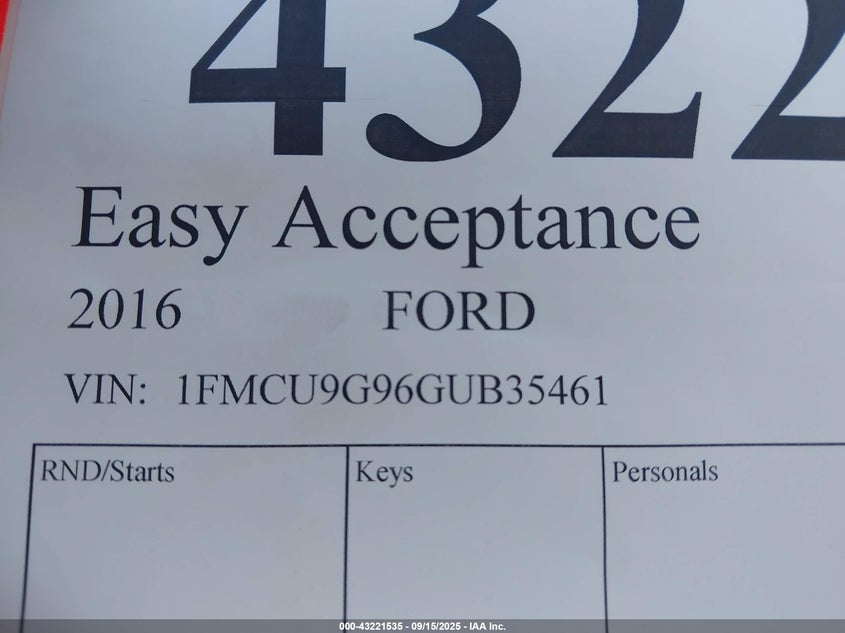 4322
Easy Acceptance
2016 FORD
VIN: 1FMCU9G96GUB35461
RND/Starts Keys Personals
000-43221535 - 09/15/2025 - IAA Inc.